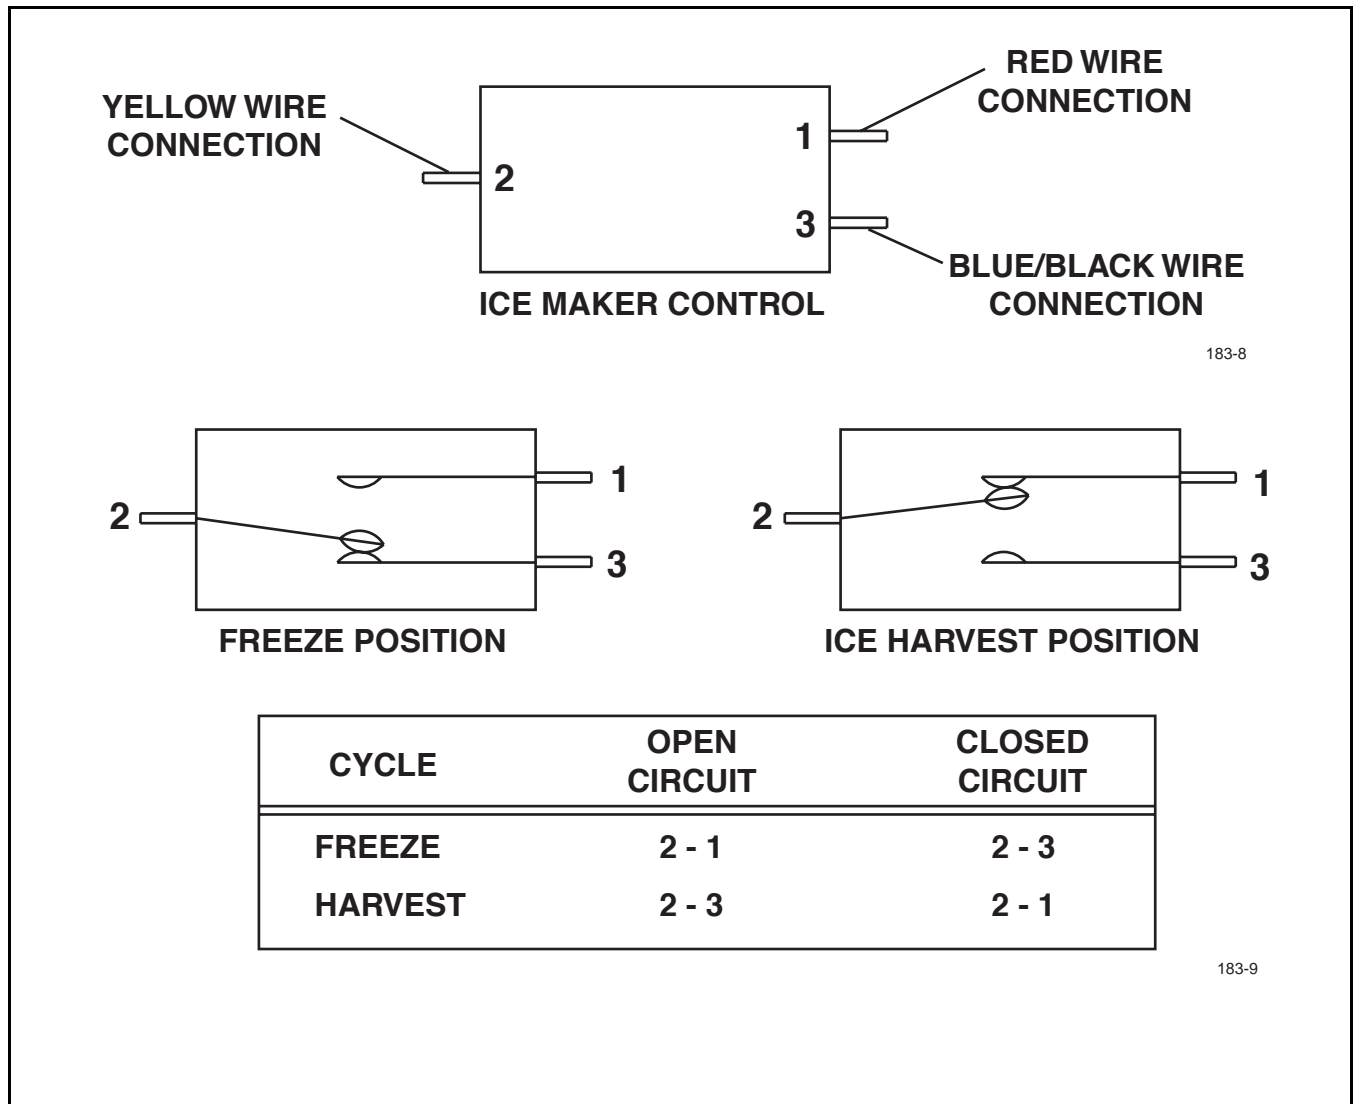 YELLOW WIRE
CONNECTION
RED WIRE
CONNECTION
1
2
3
BLUE/BLACK WIRE
CONNECTION
ICE MAKER CONTROL
183-8
2
1
3
FREEZE POSITION
2
1
3
ICE HARVEST POSITION
CYCLE
OPEN
CIRCUIT
CLOSED
CIRCUIT
FREEZE 2 - 1 2 - 3
HARVEST 2 - 3 2 - 1
183-9